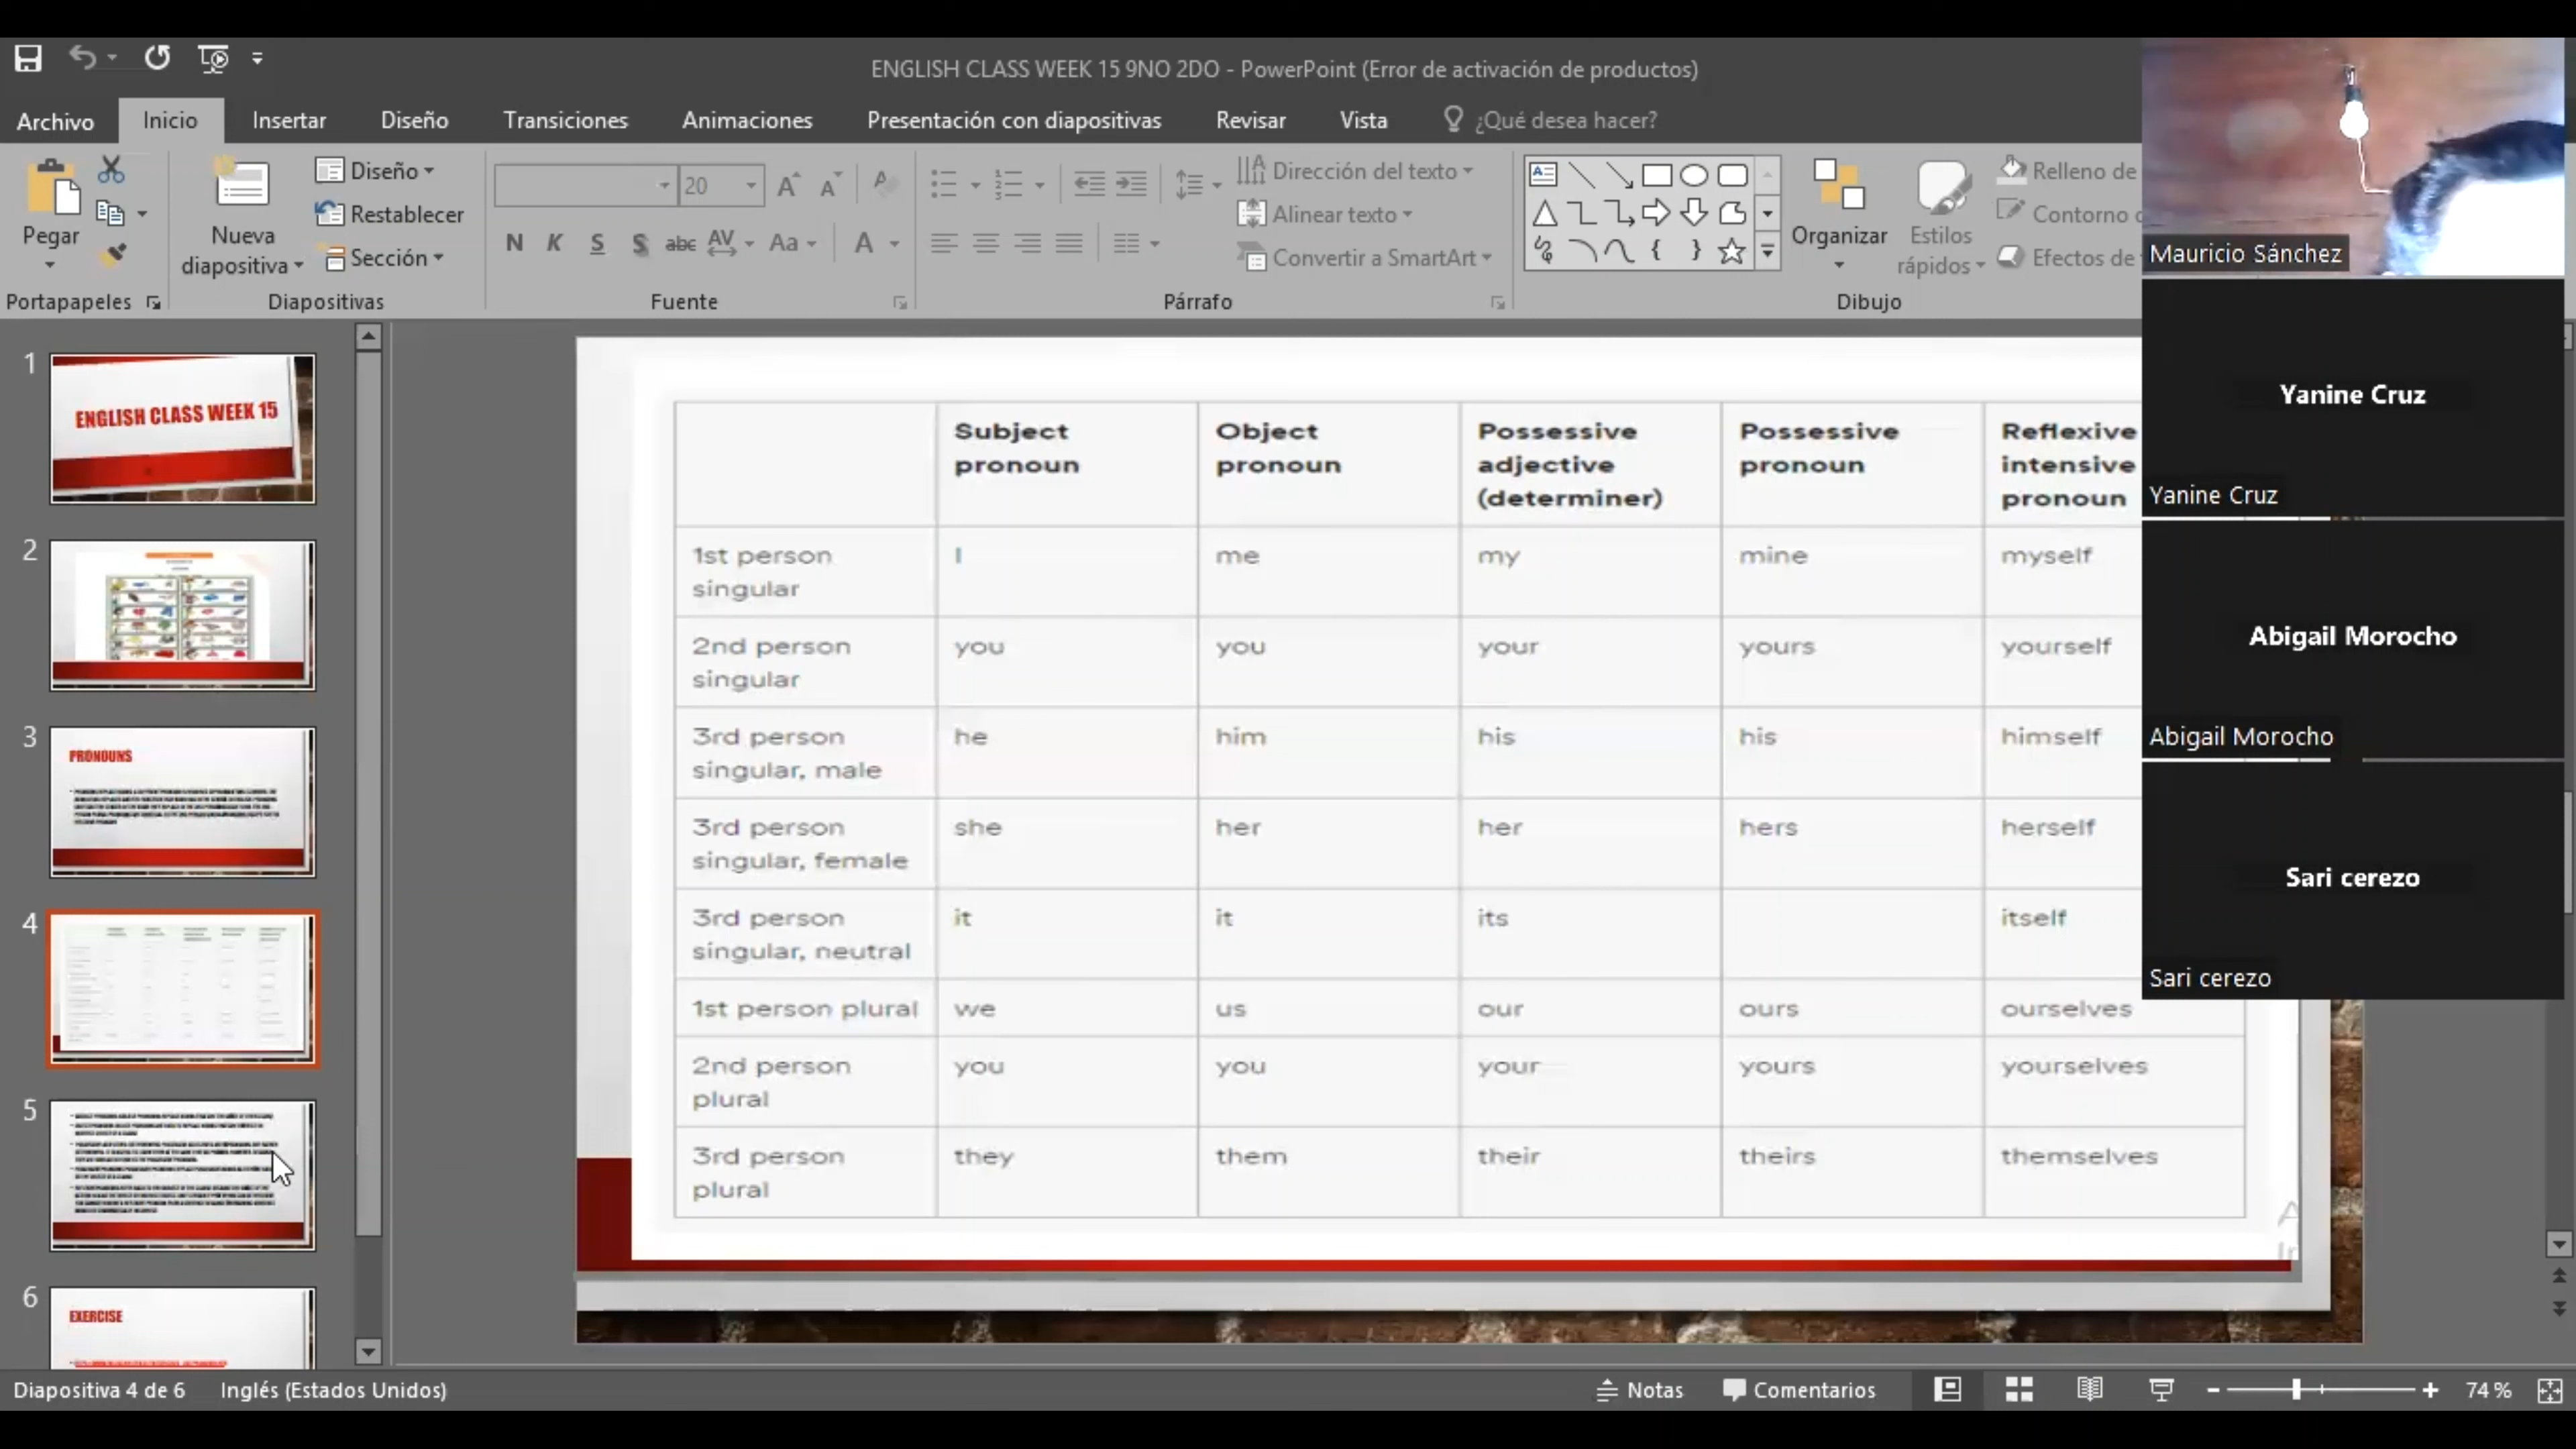 ENGLISH CLASS WEEK 15 9NO 2DO - PowerPoint (Error de activación de productos)
Archivo Inicio Insertar Diseño Transiciones Animaciones Presentación con diapositivas Revisar Vista ¿Qué desea hacer?
Pegar
Portapapeles
Nueva
diapositiva
Diseño
Restablecer
Sección
Diapositivas
20
N K S S abc AV Aa A
Fuente
Dirección del texto
Alinear texto
Convertir a SmartArt
Párrafo
Organizar
Estilos
rápidos
Relleno de
Contorno
Efectos de
Dibujo
Mauricio Sánchez
Yanine Cruz
Yanine Cruz
Abigail Morocho
Abigail Morocho
Sari cerezo
Sari cerezo
1
ENGLISH CLASS WEEK 15
2
3
PRONOUNS
4
5
6
EXERCISE
Subject pronoun
Object pronoun
Possessive adjective (determiner)
Possessive pronoun
Reflexive intensive pronoun
1st person singular I me my mine myself
2nd person singular you you your yours yourself
3rd person singular, male he him his his himself
3rd person singular, female she her her hers herself
3rd person singular, neutral it it its itself
1st person plural we us our ours ourselves
2nd person plural you you your yours yourselves
3rd person plural they them their theirs themselves
Diapositiva 4 de 6 Inglés (Estados Unidos) Notas Comentarios 74 %